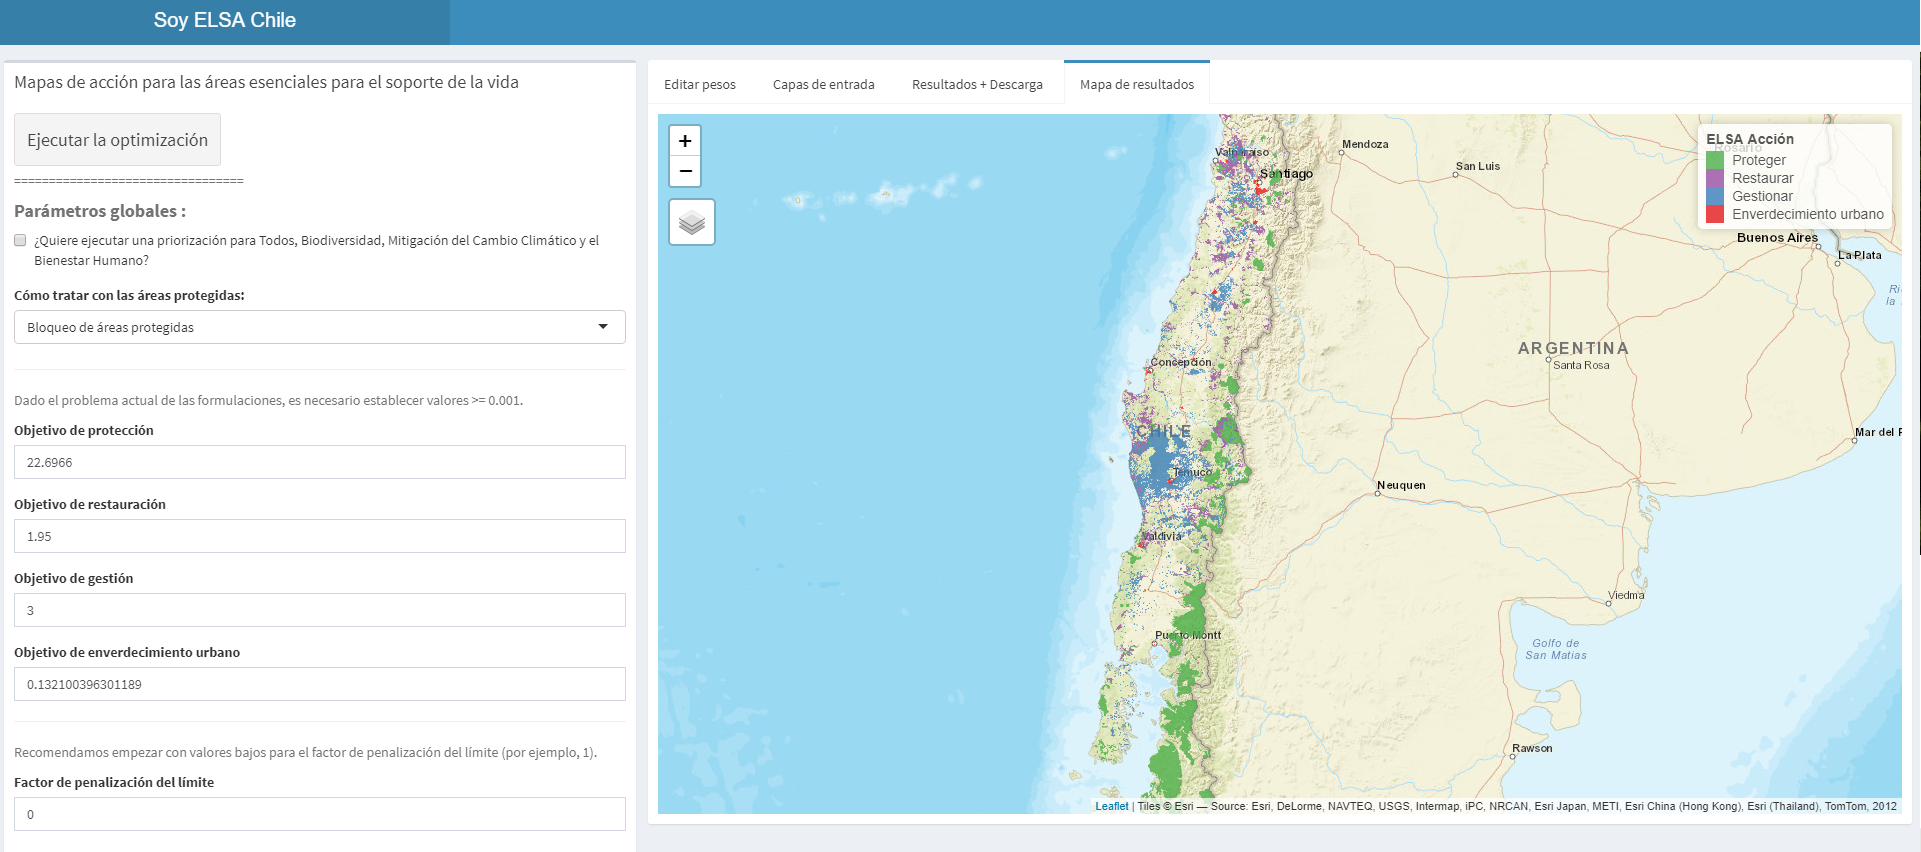 Soy ELSA Chile
Mapas de acción para las áreas esenciales para el soporte de la vida
Ejecutar la optimización
=================================
Parámetros globales :
¿Quiere ejecutar una priorización para Todos, Biodiversidad, Mitigación del Cambio Climático y el
Bienestar Humano?
Cómo tratar con las áreas protegidas:
Bloqueo de áreas protegidas
Dado el problema actual de las formulaciones, es necesario establecer valores >= 0.001.
Objetivo de protección
22.6966
Objetivo de restauración
1.95
Objetivo de gestión
3
Objetivo de enverdecimiento urbano
0.132100396301189
Recomendamos empezar con valores bajos para el factor de penalización del límite (por ejemplo, 1).
Factor de penalización del límite
0
Editar pesos
Capas de entrada
Resultados + Descarga
Mapa de resultados
+
−
ELSA Acción
Proteger
Restaurar
Gestionar
Enverdecimiento urbano
Rosario
Valparaíso
Santiago
Mendoza
San Luis
Buenos Aires
La Plata
Concepción
ARGENTINA
Santa Rosa
CHILE
Mar del P
Temuco
Neuquen
Valdivia
Viedma
Puerto Montt
Golfo de
San Matias
Rawson
Leaflet | Tiles © Esri — Source: Esri, DeLorme, NAVTEQ, USGS, Intermap, iPC, NRCAN, Esri Japan, METI, Esri China (Hong Kong), Esri (Thailand), TomTom, 2012